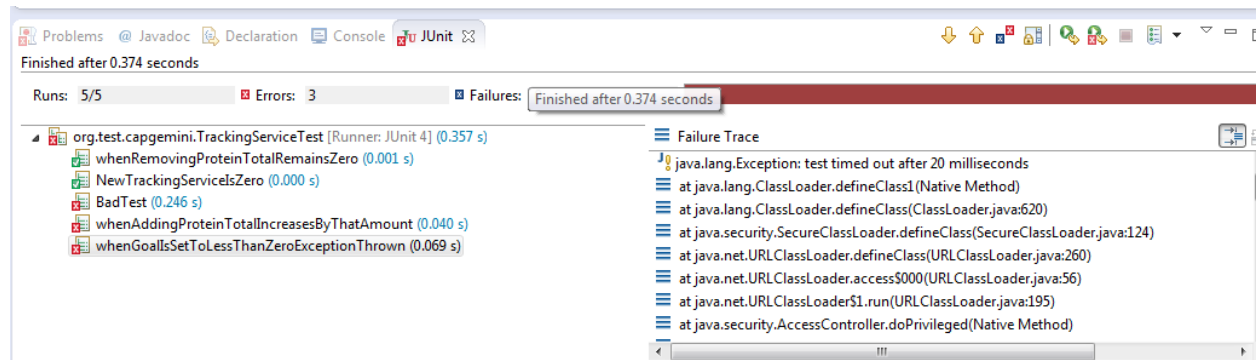 Problems @ Javadoc Declaration Console JUnit
Finished after 0.374 seconds
Runs: 5/5 Errors: 3 Failures:
Finished after 0.374 seconds
org.test.capgemini.TrackingServiceTest [Runner: JUnit 4] (0.357 s)
whenRemovingProteinTotalRemainsZero (0.001 s)
NewTrackingServiceIsZero (0.000 s)
BadTest (0.246 s)
whenAddingProteinTotalIncreasesByThatAmount (0.040 s)
whenGoalIsSetToLessThanZeroExceptionThrown (0.069 s)
Failure Trace
java.lang.Exception: test timed out after 20 milliseconds
at java.lang.ClassLoader.defineClass1(Native Method)
at java.lang.ClassLoader.defineClass(ClassLoader.java:620)
at java.security.SecureClassLoader.defineClass(SecureClassLoader.java:124)
at java.net.URLClassLoader.defineClass(URLClassLoader.java:260)
at java.net.URLClassLoader.access$000(URLClassLoader.java:56)
at java.net.URLClassLoader$1.run(URLClassLoader.java:195)
at java.security.AccessController.doPrivileged(Native Method)